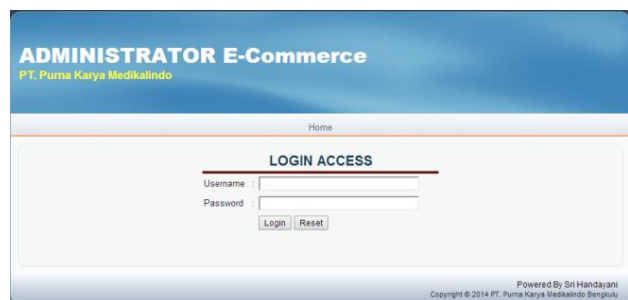 ADMINISTRATOR E-Commerce
PT. Purna Karya Medikalindo
Home
LOGIN ACCESS
Username :
Password :
Login Reset
Powered By Sri Handayani
Copyright @ 2014 PT. Purna Karya Medikalindo Bengkulu